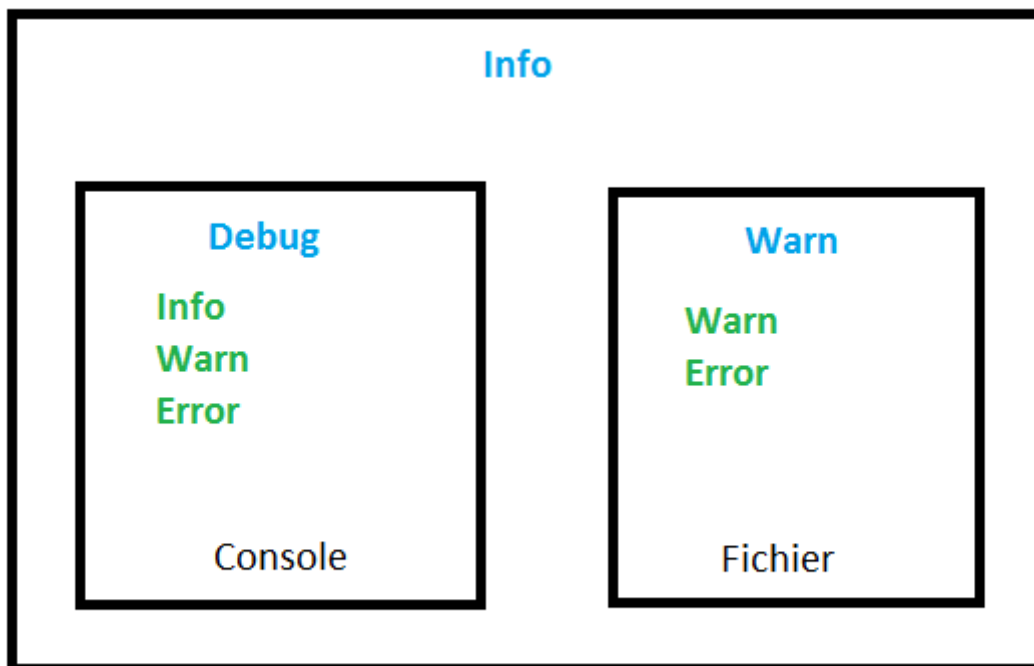 Info
Debug
Info
Warn
Error
Console
Warn
Warn
Error
Fichier